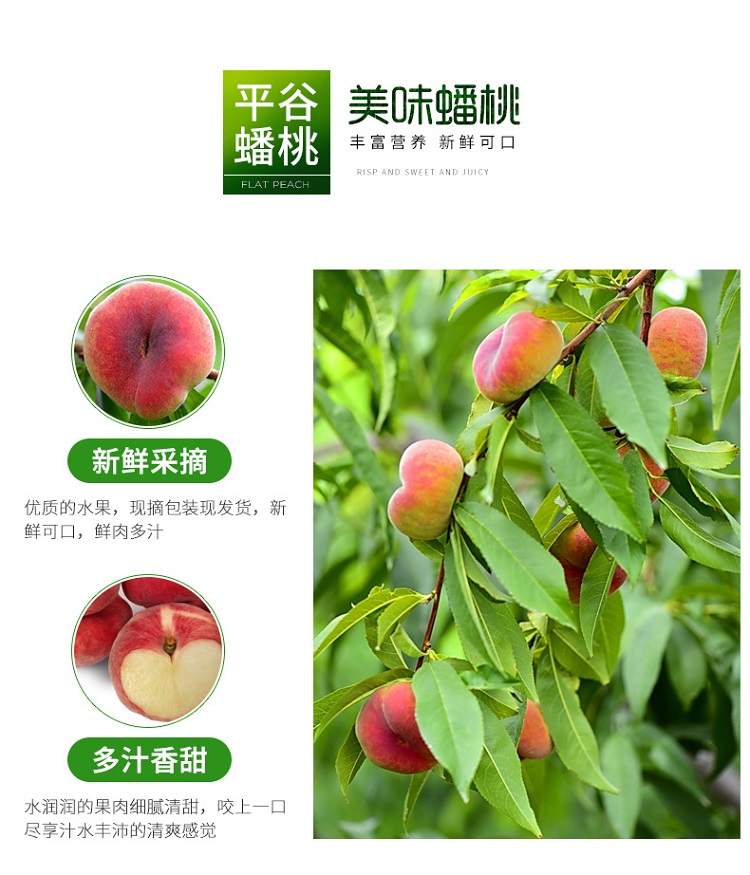 平谷
蟠桃
FLAT PEACH
美味蟠桃
丰富营养 新鲜可口
RISP AND SWEET AND JUICY
新鲜采摘
优质的水果，现摘包装现发货，新
鲜可口，鲜肉多汁
多汁香甜
水润润的果肉细腻清甜，咬上一口
尽享汁水丰沛的清爽感觉